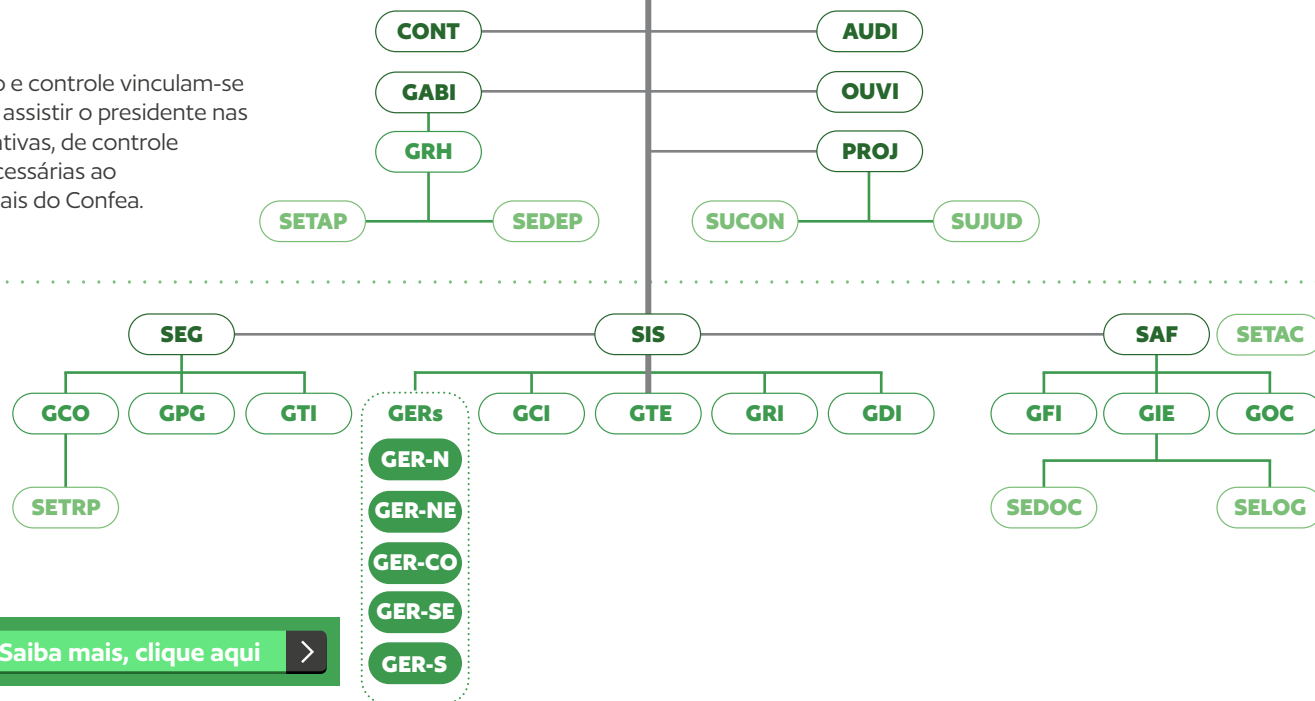 CONT
AUDI
o e controle vinculam-se
assistir o presidente nas
ativas, de controle
cessárias ao
ais do Confea.
GABI
OUVI
GRH
PROJ
SETAP
SEDEP
SUCON
SUJUD
SEG
SIS
SAF
SETAC
GCO
GPG
GTI
GERs
GCI
GTE
GRI
GDI
GFI
GIE
GOC
GER-N
GER-NE
GER-CO
GER-SE
GER-S
SETRP
SEDOC
SELOG
Saiba mais, clique aqui